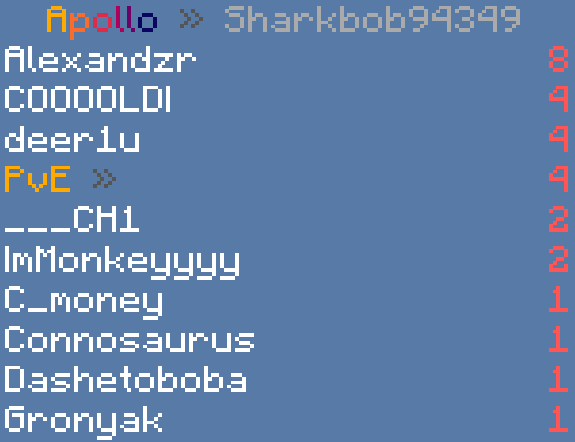 Apollo » Sharkbob94349
Alexandzr 8
COOOOLDI 4
deer1u 4
PvE » 4
___CH1 2
ImMonkeyyyy 2
C_money 1
Connosaurus 1
Dashetoboba 1
Gronyak 1